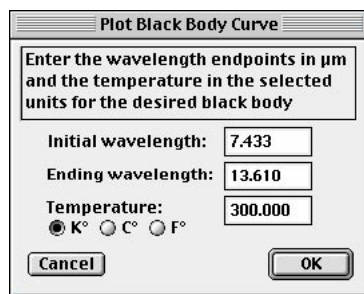 Plot Black Body Curve
Enter the wavelength endpoints in µm
and the temperature in the selected
units for the desired black body
Initial wavelength: 7.433
Ending wavelength: 13.610
Temperature: 300.000
K° C° F°
Cancel OK